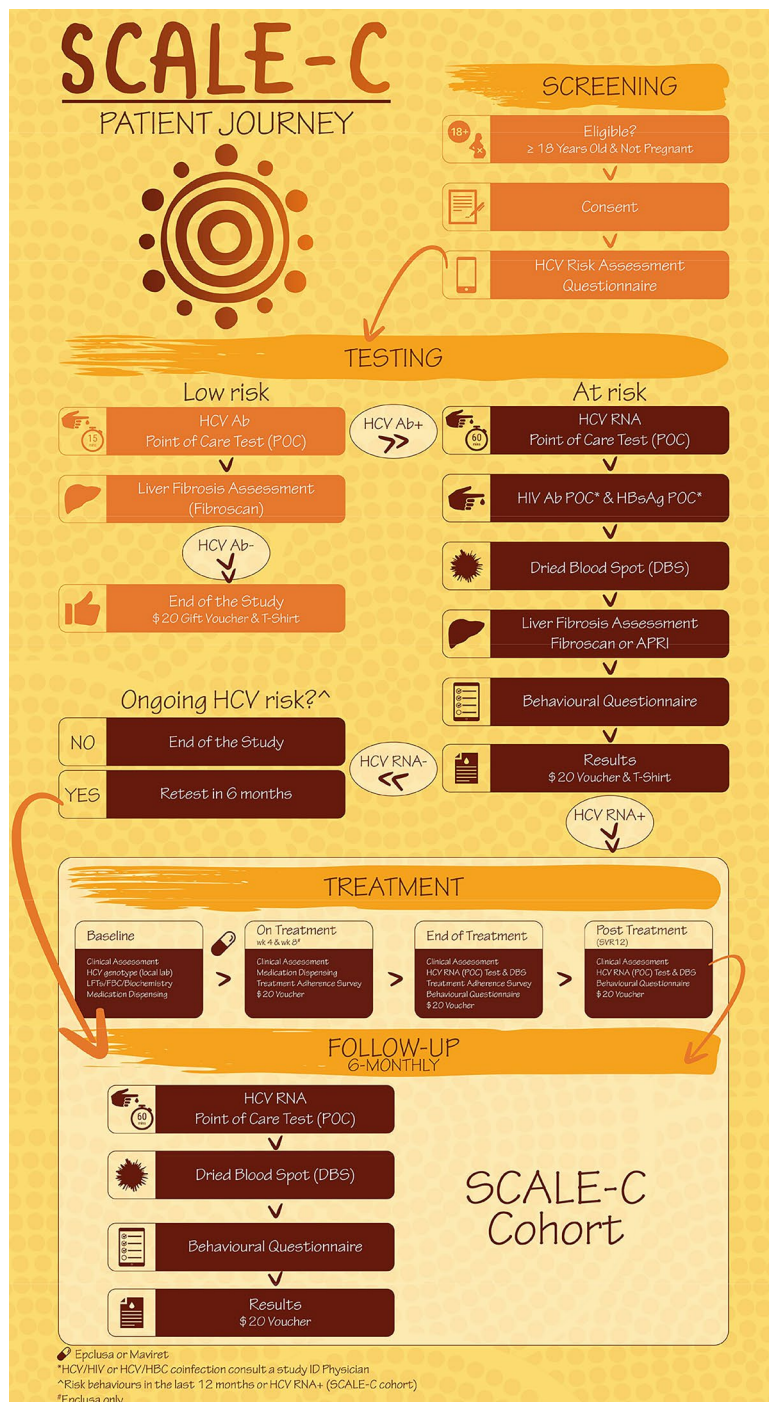 SCALE-C
PATIENT JOURNEY
SCREENING
18+
Eligible?
≥ 18 Years Old & Not Pregnant
Consent
HCV Risk Assessment
Questionnaire
TESTING
Low risk
15
mins
HCV Ab
Point of Care Test (POC)
Liver Fibrosis Assessment
(Fibroscan)
HCV Ab-
End of the Study
$20 Gift Voucher & T-Shirt
HCV Ab+
At risk
60
mins
HCV RNA
Point of Care Test (POC)
HIV Ab POC* & HBsAg POC*
Dried Blood Spot (DBS)
Liver Fibrosis Assessment
Fibroscan or APRI
Behavioural Questionnaire
Results
$20 Voucher & T-Shirt
HCV RNA-
Ongoing HCV risk?^
NO
End of the Study
YES
Retest in 6 months
HCV RNA+
TREATMENT
Baseline
Clinical Assessment
HCV genotype (local lab)
LFTs/FBC/Biochemistry
Medication Dispensing
On Treatment
wk 4 & wk 8#
Clinical Assessment
Medication Dispensing
Treatment Adherence Survey
$20 Voucher
End of Treatment
Clinical Assessment
HCV RNA (POC) Test & DBS
Treatment Adherence Survey
Behavioural Questionnaire
$20 Voucher
Post Treatment
(SVR12)
Clinical Assessment
HCV RNA (POC) Test & DBS
Behavioural Questionnaire
$20 Voucher
FOLLOW-UP
6-MONTHLY
60
mins
HCV RNA
Point of Care Test (POC)
Dried Blood Spot (DBS)
Behavioural Questionnaire
Results
$20 Voucher
SCALE-C
Cohort
Epclusa or Maviret
*HCV/HIV or HCV/HBC coinfection consult a study ID Physician
^Risk behaviours in the last 12 months or HCV RNA+ (SCALE-C cohort)
#Epclusa only